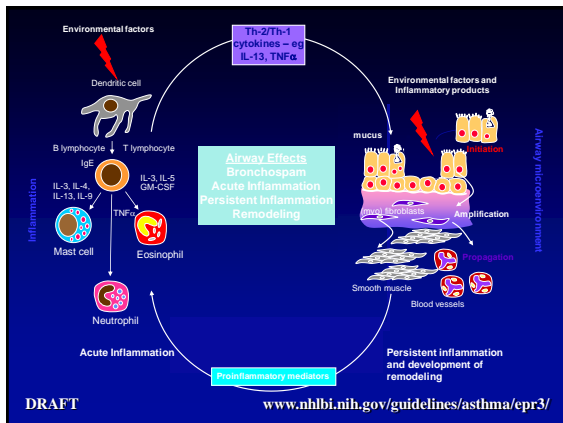 Environmental factors
Th-2/Th-1
cytokines – eg
IL-13, TNFα
Dendritic cell
Environmental factors and
Inflammatory products
mucus
Initiation
B lymphocyte
T lymphocyte
IgE
IL-3, IL-4,
IL-13, IL-9
IL-3, IL-5
GM-CSF
TNFα
Mast cell
Eosinophil
Neutrophil
Inflammation
Airway Effects
Bronchospam
Acute Inflammation
Persistent Inflammation
Remodeling
(myo) fibroblasts
Amplification
Airway microenvironment
Propagation
Smooth muscle
Blood vessels
Acute Inflammation
Proinflammatory mediators
Persistent inflammation
and development of
remodeling
DRAFT
www.nhlbi.nih.gov/guidelines/asthma/epr3/